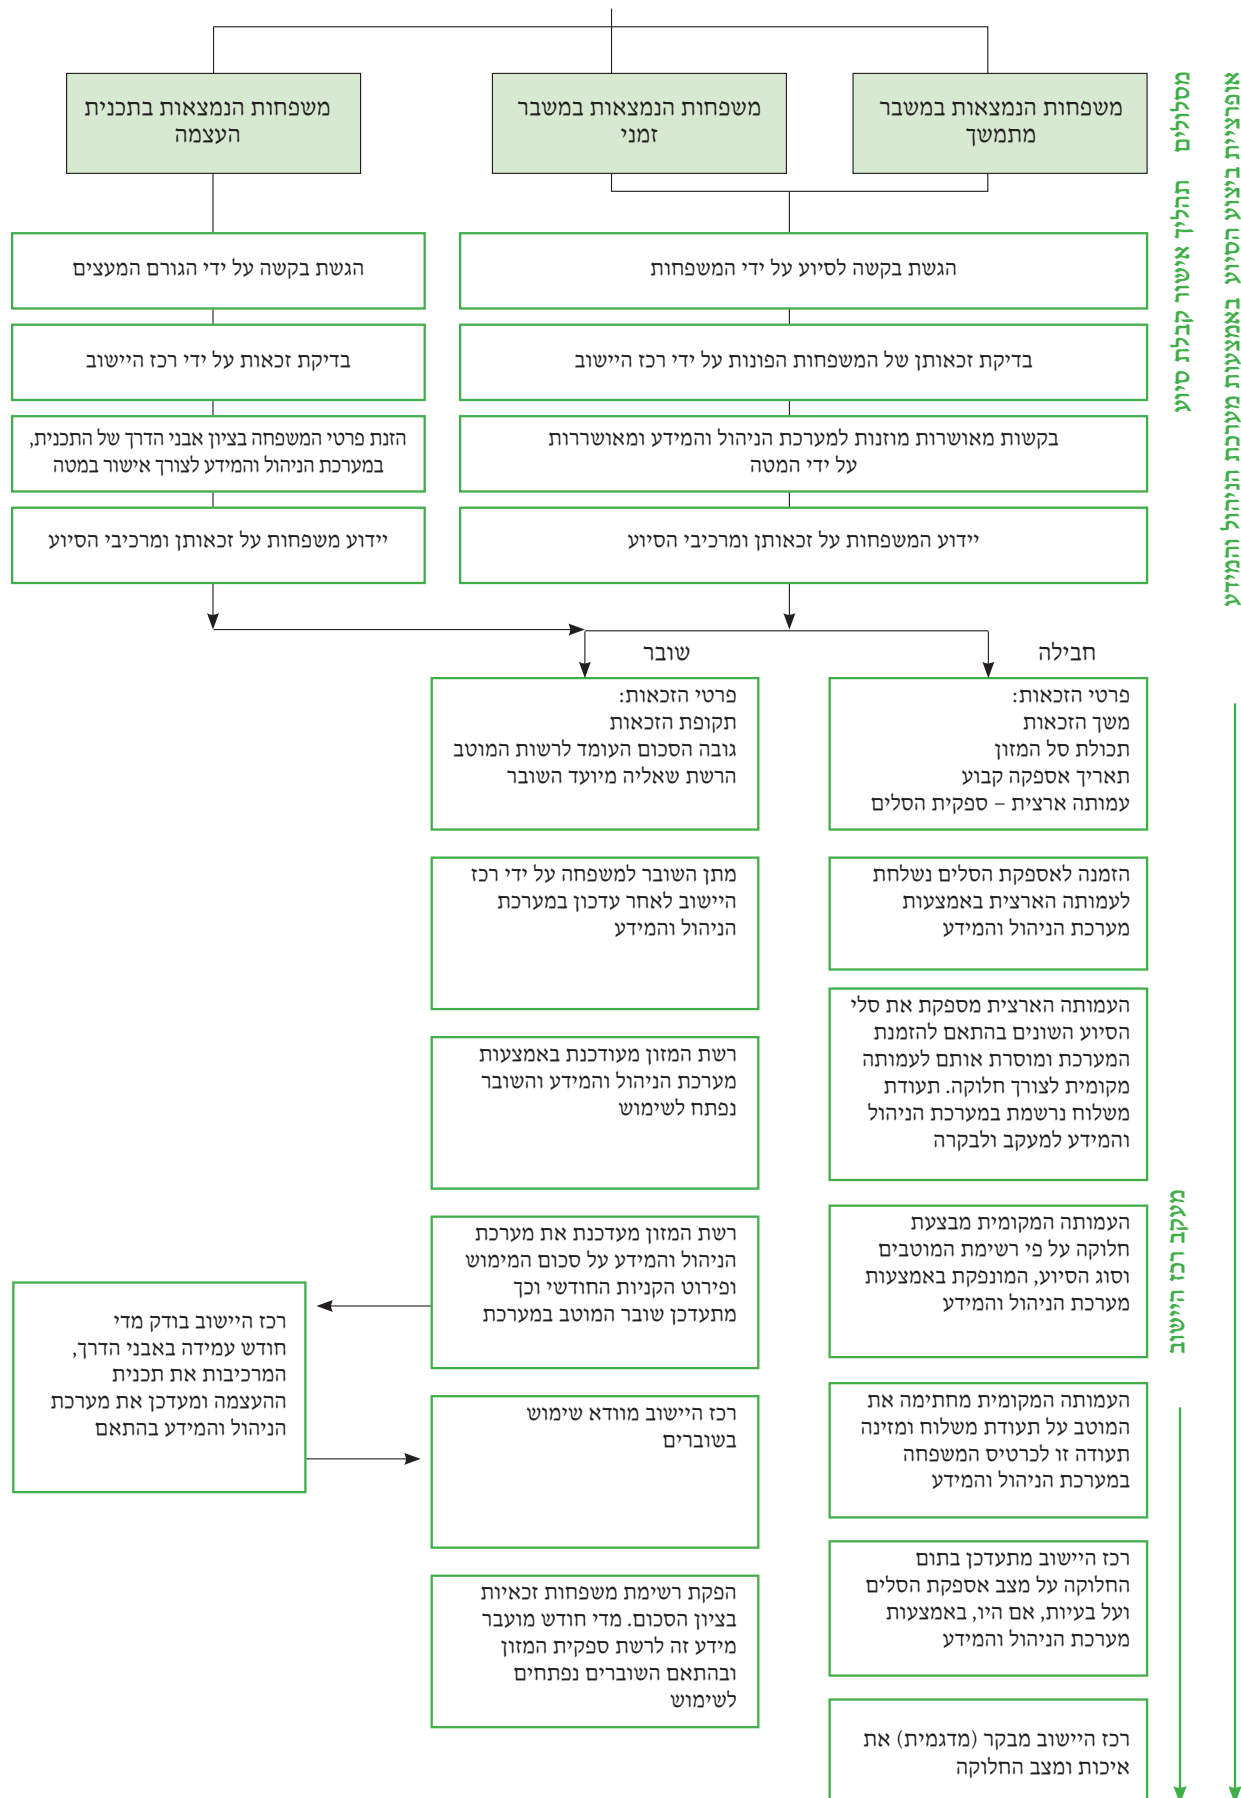 אופרציית ביצוע הסיוע באמצעות מערכת הניהול והמידע
מסלולים
תהליך אישור קבלת סיוע
משפחות הנמצאות במשבר
מתמשך
משפחות הנמצאות במשבר
זמני
משפחות הנמצאות בתכנית
העצמה
הגשת בקשה לסיוע על ידי המשפחות
בדיקת זכאותן של המשפחות הפונות על ידי רכז היישוב
בקשות מאושרות מוזנות למערכת הניהול והמידע ומאושררות
על ידי המטה
יידוע המשפחות על זכאותן ומרכיבי הסיוע
הגשת בקשה על ידי הגורם המעצים
בדיקת זכאות על ידי רכז היישוב
הזנת פרטי המשפחה בציון אבני הדרך של התכנית,
במערכת הניהול והמידע לצורך אישור במטה
יידוע משפחות על זכאותן ומרכיבי הסיוע
חבילה
פרטי הזכאות:
משך הזכאות
תכולת סל המזון
תאריך אספקה קבוע
עמותה ארצית – ספקית הסלים
הזמנה לאספקת הסלים נשלחת
לעמותה הארצית באמצעות
מערכת הניהול והמידע
העמותה הארצית מספקת את סלי
הסיוע השונים בהתאם להזמנת
המערכת ומוסרת אותם לעמותה
מקומית לצורך חלוקה. תעודת
משלוח נרשמת במערכת הניהול
והמידע למעקב ולבקרה
העמותה המקומית מבצעת
חלוקה על פי רשימת המוטבים
וסוג הסיוע, המונפקת באמצעות
מערכת הניהול והמידע
העמותה המקומית מחתימה את
המוטב על תעודת משלוח ומזינה
תעודה זו לכרטיס המשפחה
במערכת הניהול והמידע
רכז היישוב מתעדכן בתום
החלוקה על מצב אספקת הסלים
ועל בעיות, אם היו, באמצעות
מערכת הניהול והמידע
רכז היישוב מבקר (מדגמית) את
איכות ומצב החלוקה
מעקב רכז היישוב
שובר
פרטי הזכאות:
תקופת הזכאות
גובה הסכום העומד לרשות המוטב
הרשת שאליה מיועד השובר
מתן השובר למשפחה על ידי רכז
היישוב לאחר עדכון במערכת
הניהול והמידע
רשת המזון מעודכנת באמצעות
מערכת הניהול והמידע והשובר
נפתח לשימוש
רשת המזון מעדכנת את מערכת
הניהול והמידע על סכום המימוש
ופירוט הקניות החודשי וכך
מתעדכן שובר המוטב במערכת
רכז היישוב מוודא שימוש
בשוברים
הפקת רשימת משפחות זכאיות
בציון הסכום. מדי חודש מועבר
מידע זה לרשת ספקית המזון
ובהתאם השוברים נפתחים
לשימוש
רכז היישוב בודק מדי
חודש עמידה באבני הדרך,
המרכיבות את תכנית
ההעצמה ומעדכן את מערכת
הניהול והמידע בהתאם